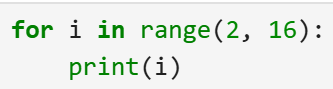 for i in range(2, 16):
    print(i)